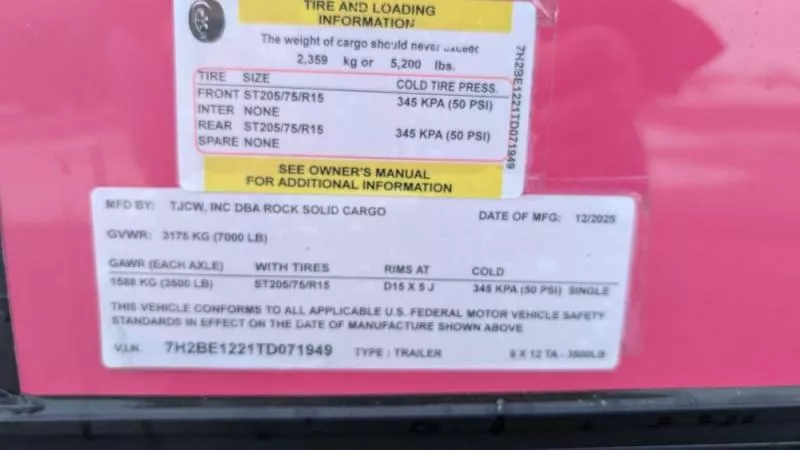 TIRE AND LOADING
INFORMATION
The weight of cargo should never exceed
2,359 kg or 5,200 lbs.
TIRE SIZE COLD TIRE PRESS.
FRONT ST205/75/R15 345 KPA (50 PSI)
INTER NONE
REAR ST205/75/R15 345 KPA (50 PSI)
SPARE NONE
SEE OWNER'S MANUAL
FOR ADDITIONAL INFORMATION
7H2BE1221TD071949
MFD BY: TJCW, INC DBA ROCK SOLID CARGO DATE OF MFG: 12/2025
GVWR: 3175 KG (7000 LB)
GAWR (EACH AXLE) WITH TIRES RIMS AT COLD
1588 KG (3500 LB) ST205/75/R15 D15 X 5 J 345 KPA (50 PSI) SINGLE
THIS VEHICLE CONFORMS TO ALL APPLICABLE U.S. FEDERAL MOTOR VEHICLE SAFETY
STANDARDS IN EFFECT ON THE DATE OF MANUFACTURE SHOWN ABOVE
V.I.N. 7H2BE1221TD071949 TYPE : TRAILER X 12 TA - 3500LB